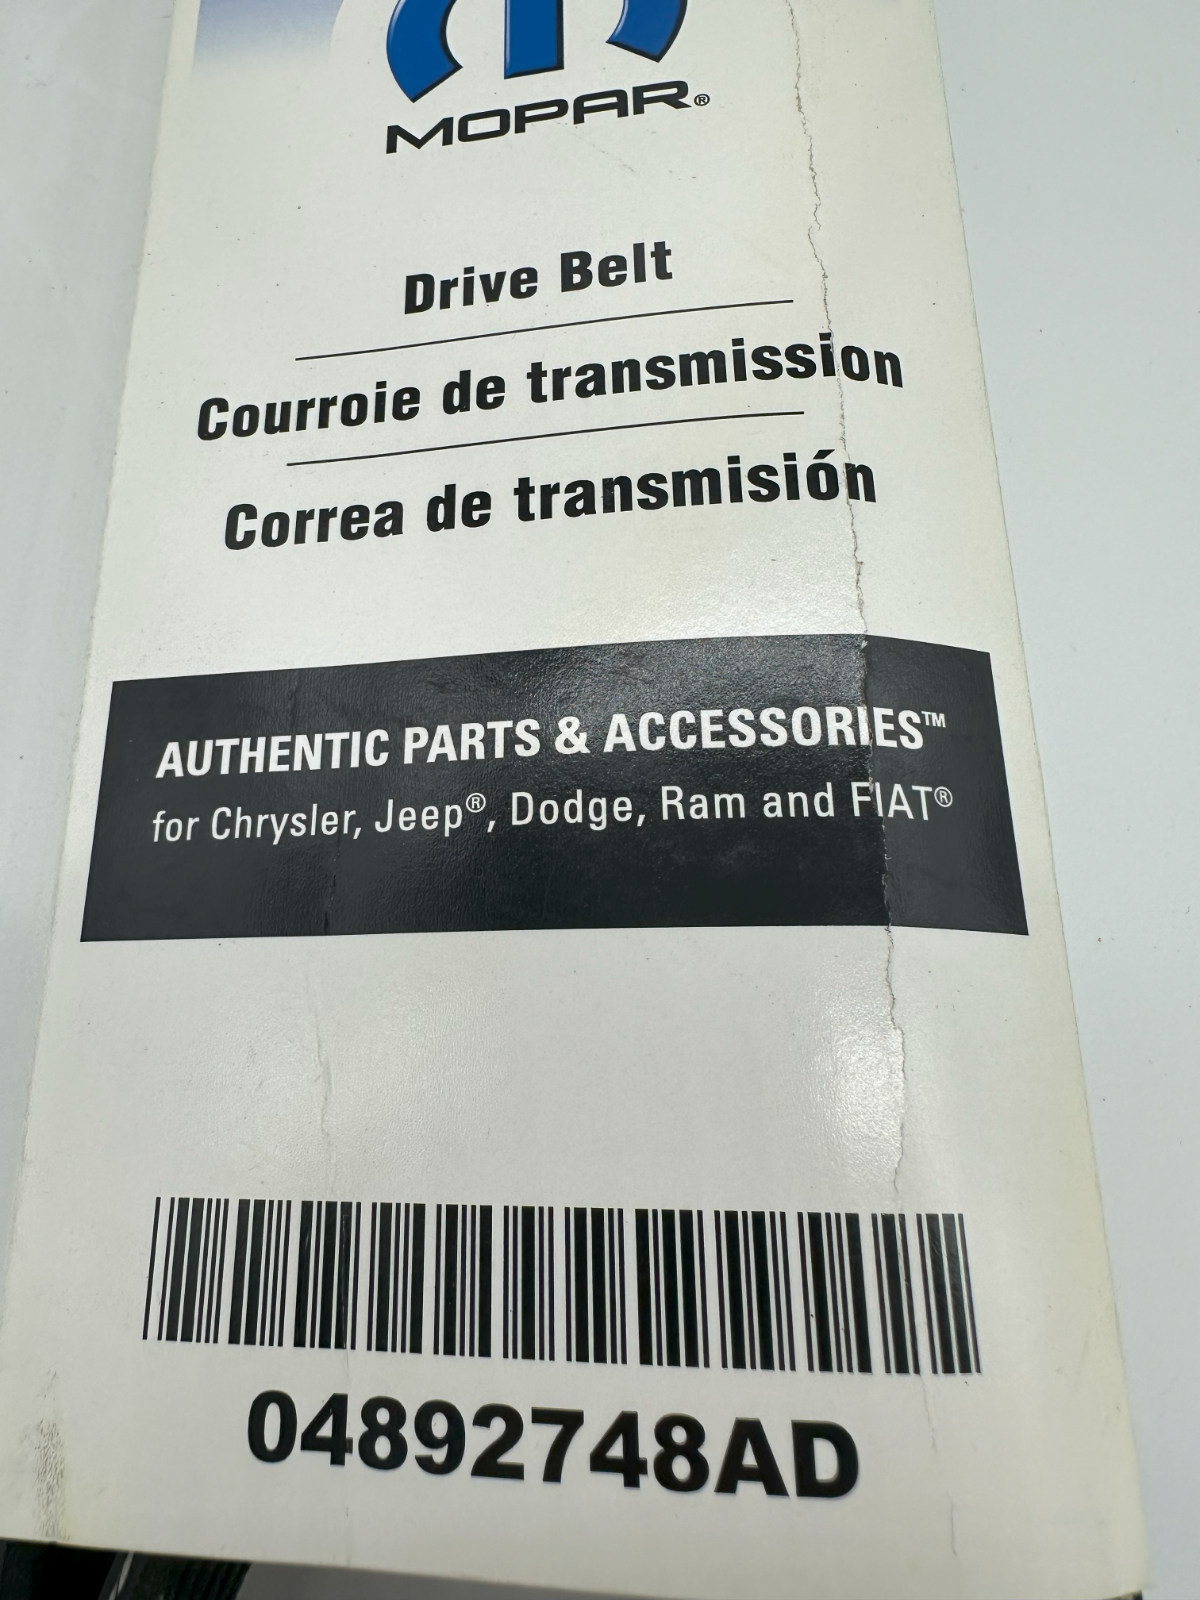 MOPAR®
Drive Belt
Courroie de transmission
Correa de transmisión
AUTHENTIC PARTS & ACCESSORIES™
for Chrysler, Jeep®, Dodge, Ram and FIAT®
04892748AD